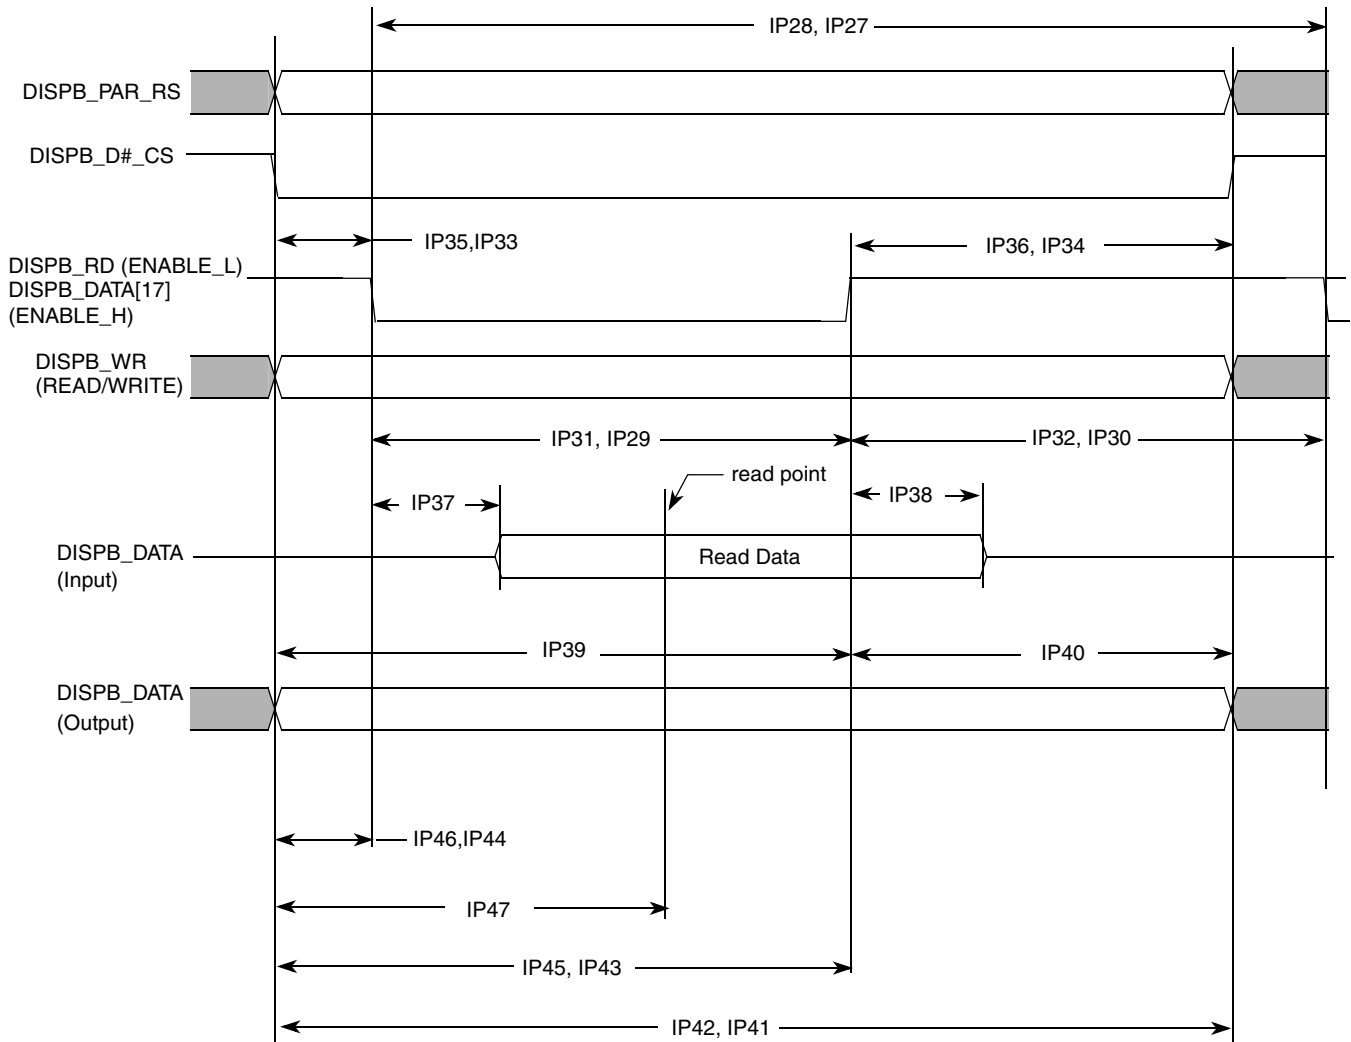 IP28, IP27
DISPB_PAR_RS
DISPB_D#_CS
IP35,IP33
IP36, IP34
DISPB_RD (ENABLE_L)
DISPB_DATA[17]
(ENABLE_H)
DISPB_WR
(READ/WRITE)
IP31, IP29
IP32, IP30
read point
IP37
IP38
DISPB_DATA
(Input)
Read Data
IP39
IP40
DISPB_DATA
(Output)
IP46,IP44
IP47
IP45, IP43
IP42, IP41